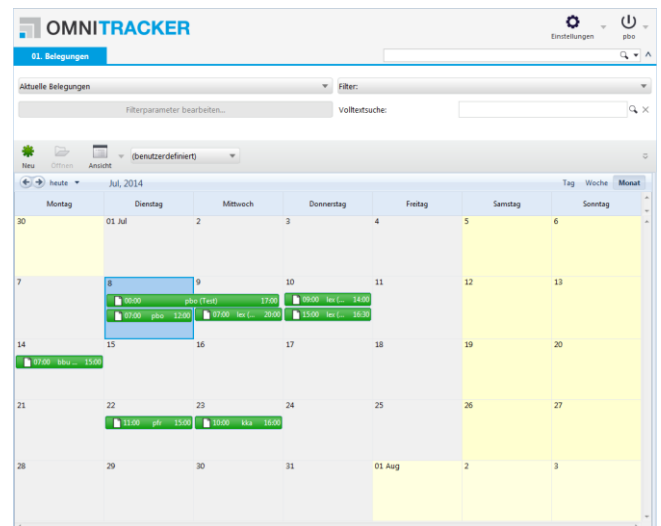 OMNITRACKER
Einstellungen
pbo
01. Belegungen
Aktuelle Belegungen
Filter:
Filterparameter bearbeiten...
Volltextsuche:
Neu
Öffnen
Ansicht
(benutzerdefiniert)
heute
Jul, 2014
Tag Woche Monat
Montag Dienstag Mittwoch Donnerstag Freitag Samstag Sonntag
30 01 Jul 2 3 4 5 6
7 8 9 10 11 12 13
00:00 pbo (Test) 17:00 09:00 lex (... 14:00
07:00 pbo 12:00 07:00 lex (... 20:00 15:00 lex (... 16:30
14 15 16 17 18 19 20
07:00 bbu ... 15:00
21 22 23 24 25 26 27
11:00 pfr 15:00 10:00 kka 16:00
28 29 30 31 01 Aug 2 3